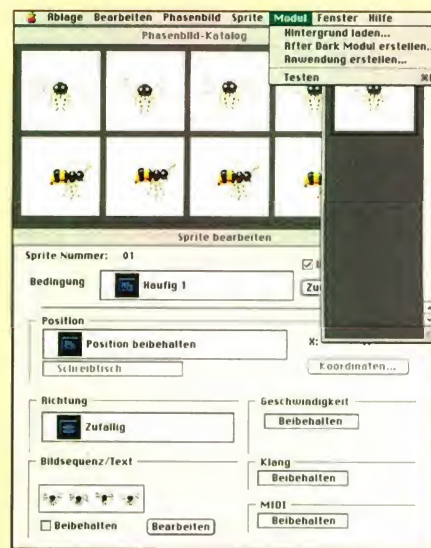 Ablage Bearbeiten Phasenbild Sprite Modul Fenster Hilfe
Hintergrund laden...
After Dark Modul erstellen...
Anwendung erstellen...
Testen
Phasenbild-Katalog
Sprite bearbeiten
Sprite Nummer: 01
Bedingung Häufig 1
Position
Position beibehalten
X:
Schreibtisch
Koordinaten...
Richtung
Zufällig
Geschwindigkeit
Beibehalten
Bildsequenz/Text
Klang
Beibehalten
MIDI
Beibehalten
Beibehalten Bearbeiten